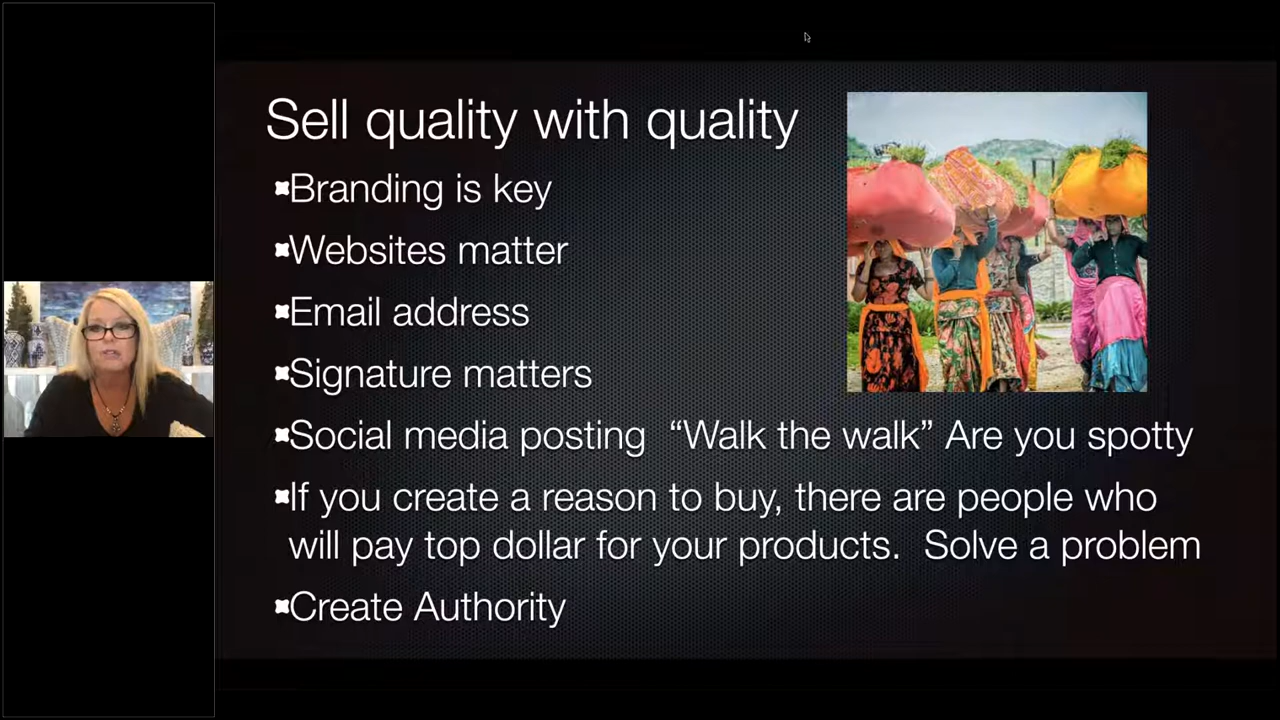 Sell quality with quality
Branding is key
Websites matter
Email address
Signature matters
Social media posting “Walk the walk” Are you spotty
If you create a reason to buy, there are people who
will pay top dollar for your products. Solve a problem
Create Authority